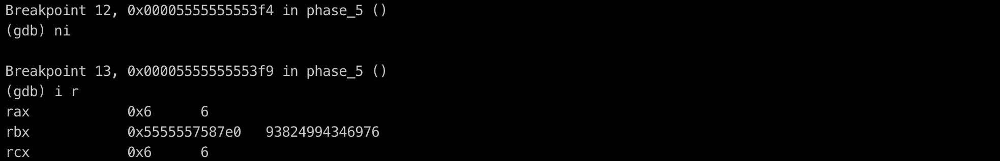 Breakpoint 12, 0x00005555555553f4 in phase_5 ()
(gdb) ni
Breakpoint 13, 0x00005555555553f9 in phase_5 ()
(gdb) i r
rax 0x6 6
rbx 0x5555557587e0 93824994346976
rcx 0x6 6